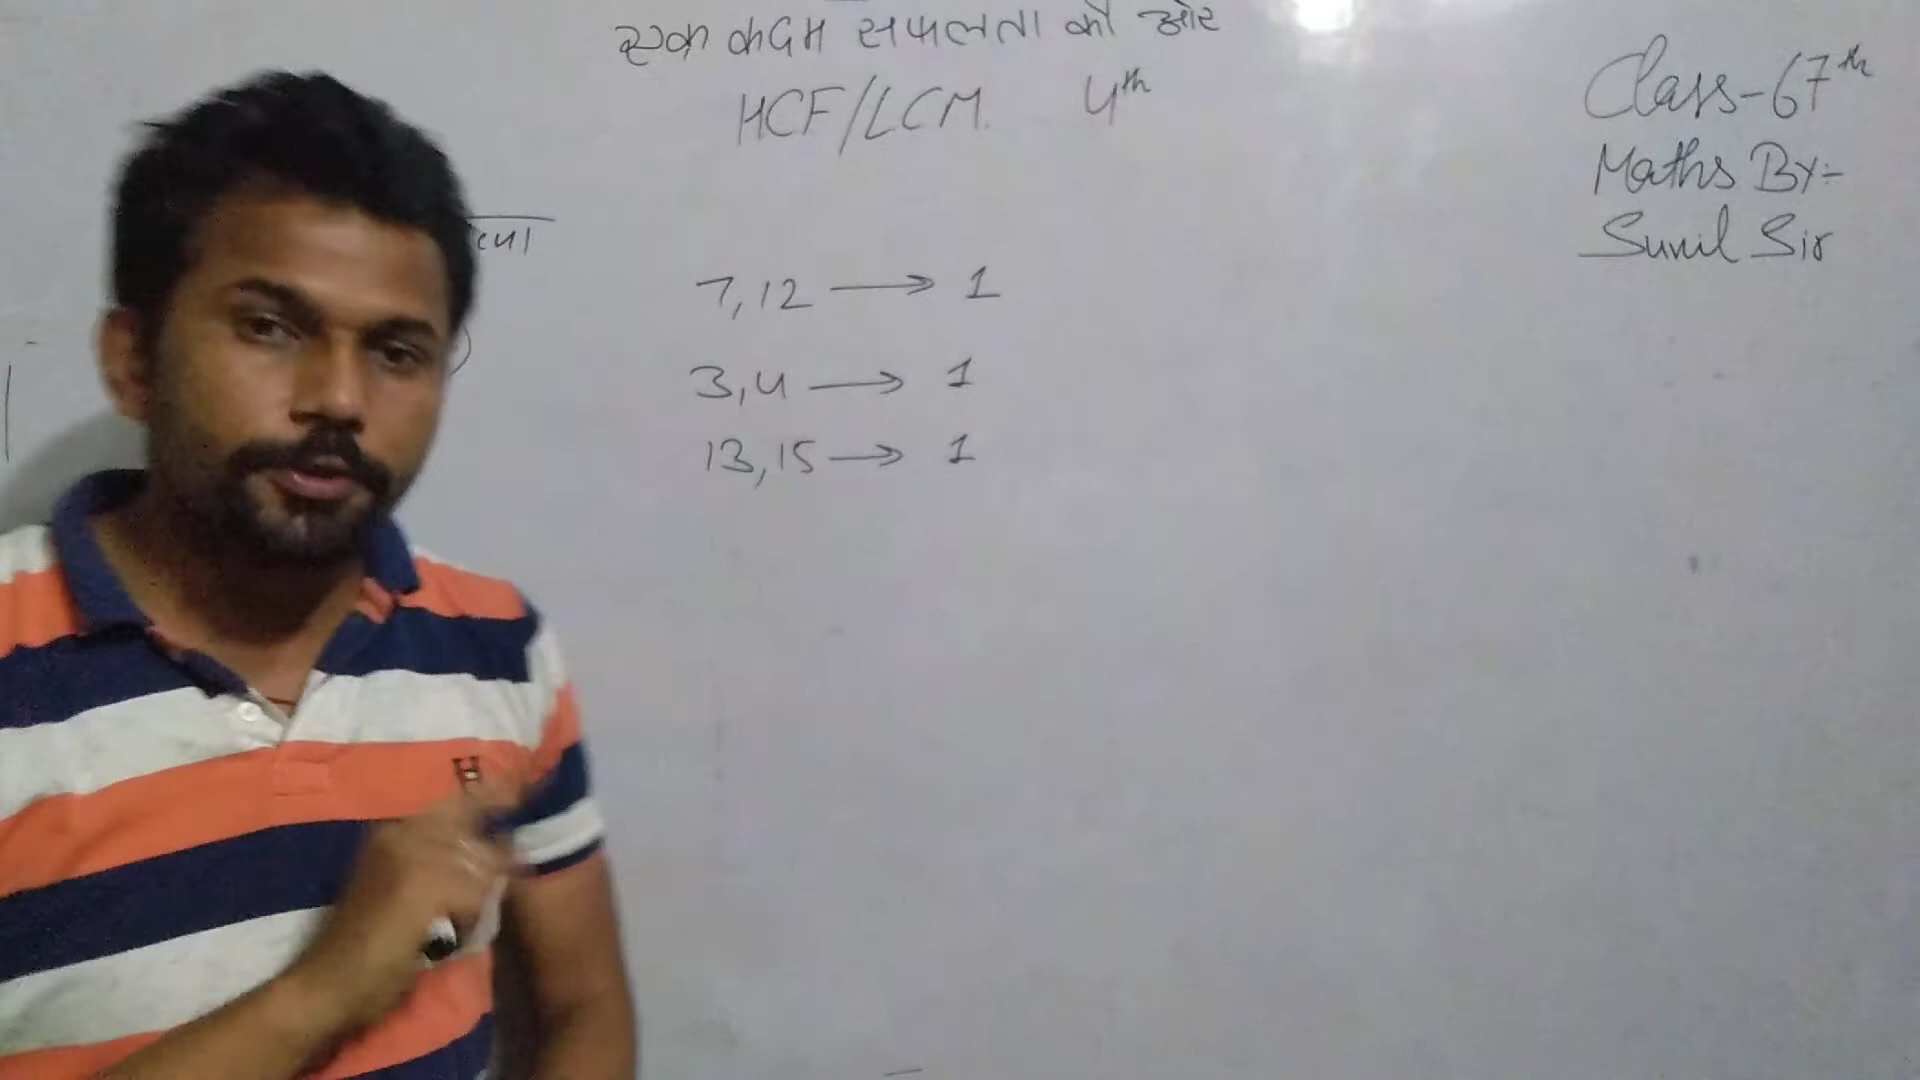 एक कदम सफलता की ओर
HCF/LCM. 4th
Class-67th
Maths By:-
Sunil Sir
7,12 → 1
3,4 → 1
13,15 → 1
H